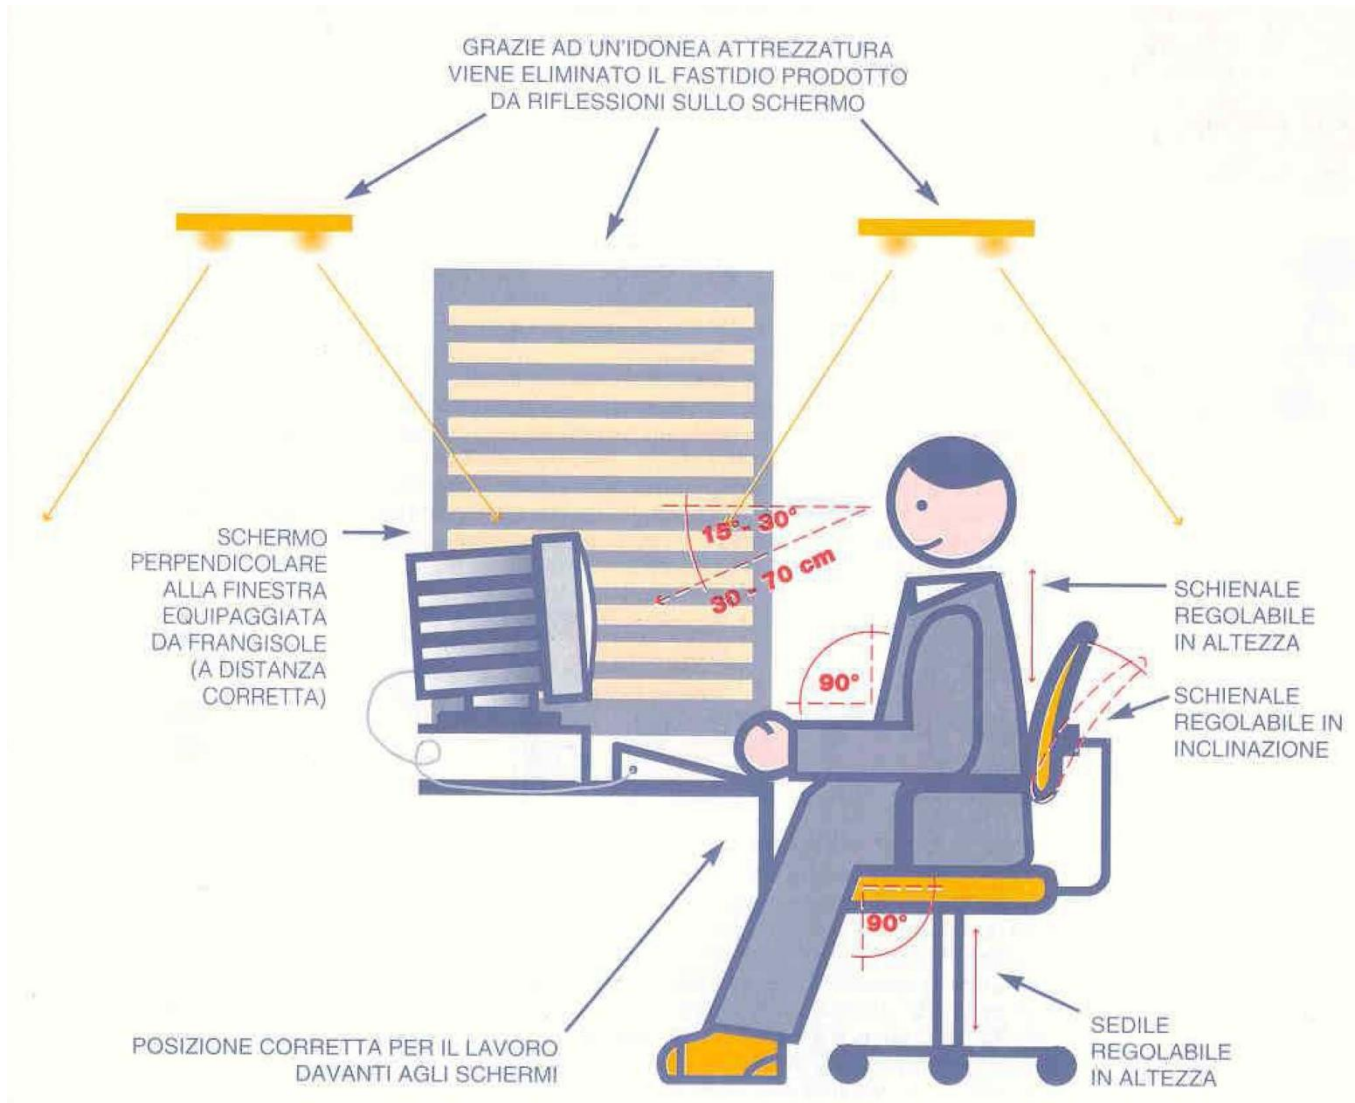 GRAZIE AD UN'IDONEA ATTREZZATURA
VIENE ELIMINATO IL FASTIDIO PRODOTTO
DA RIFLESSIONI SULLO SCHERMO
15°- 30°
30 - 70 cm
SCHERMO
PERPENDICOLARE
ALLA FINESTRA
EQUIPAGGIATA
DA FRANGISOLE
(A DISTANZA
CORRETTA)
SCHIENALE
REGOLABILE
IN ALTEZZA
90°
SCHIENALE
REGOLABILE IN
INCLINAZIONE
90°
POSIZIONE CORRETTA PER IL LAVORO
DAVANTI AGLI SCHERMI
SEDILE
REGOLABILE
IN ALTEZZA